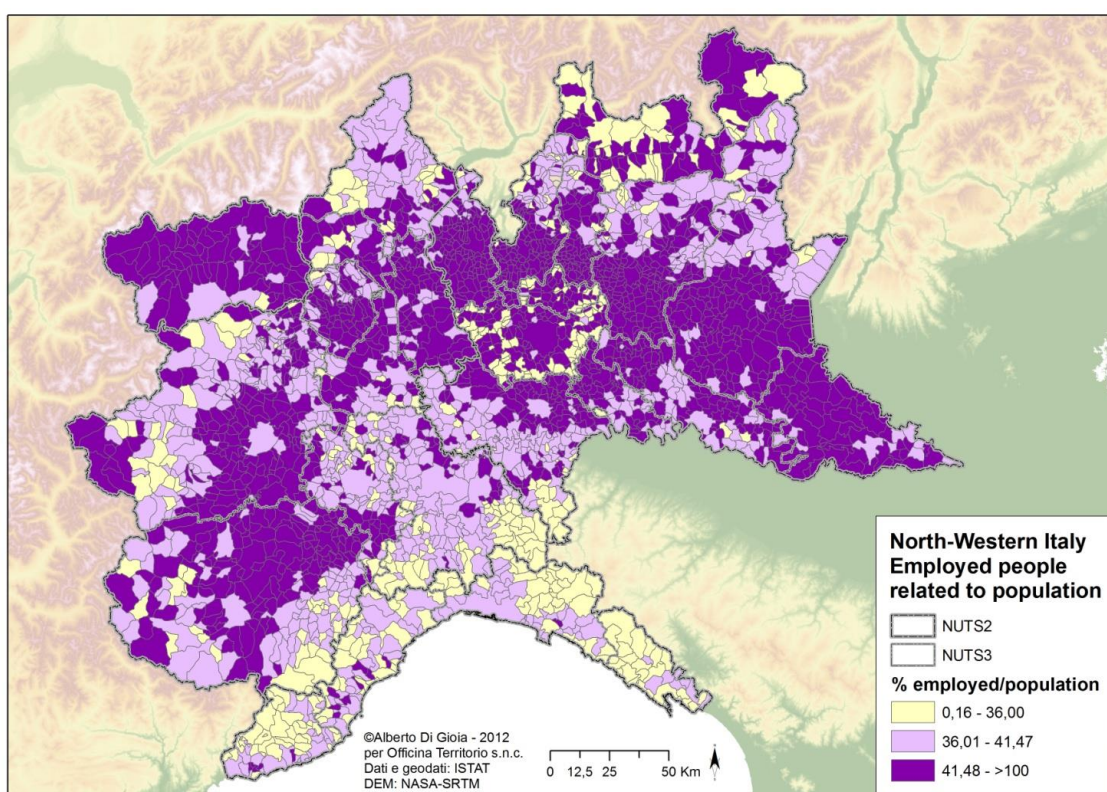 North-Western Italy
Employed people
related to population
NUTS2
NUTS3
% employed/population
0,16 - 36,00
36,01 - 41,47
41,48 - >100
©Alberto Di Gioia - 2012
per Officina Territorio s.n.c.
Dati e geodati: ISTAT
DEM: NASA-SRTM
0 12,5 25 50 Km